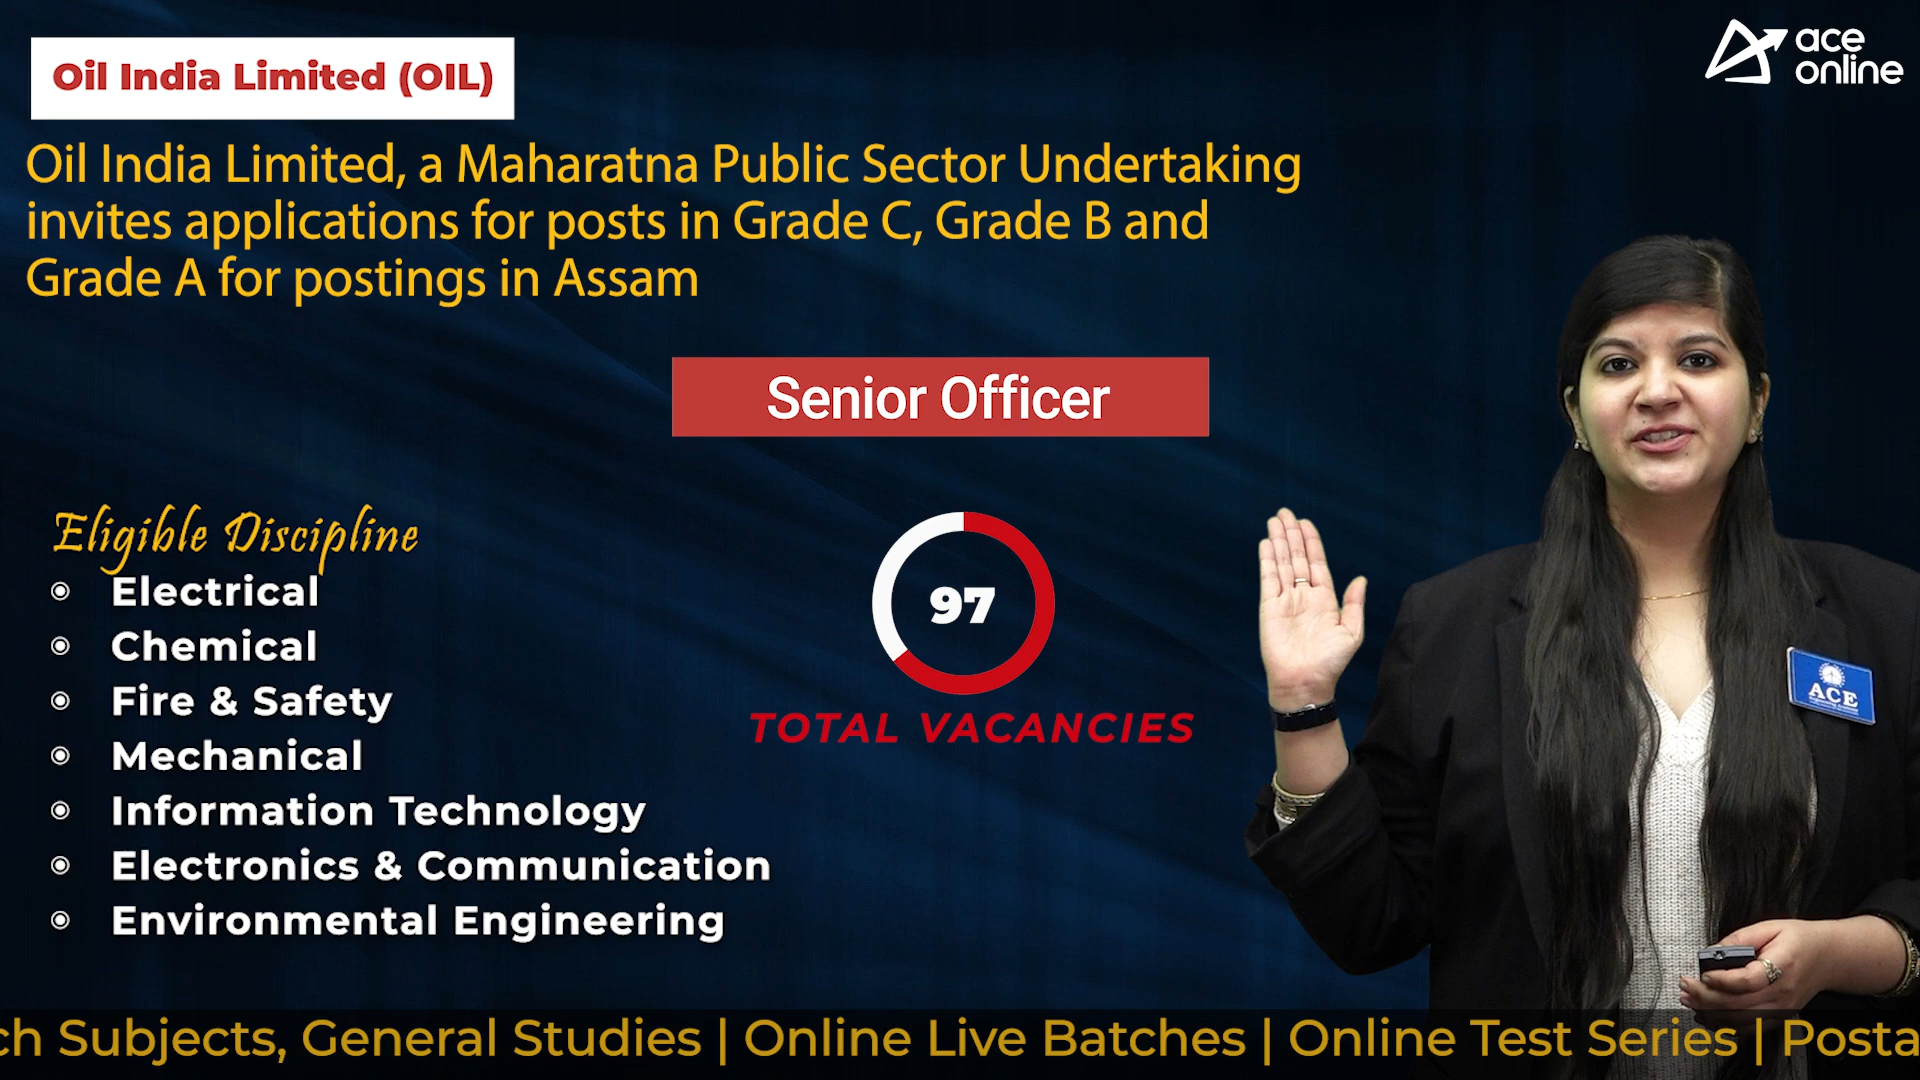 Oil India Limited (OIL)
ace
online
Oil India Limited, a Maharatna Public Sector Undertaking
invites applications for posts in Grade C, Grade B and
Grade A for postings in Assam
Senior Officer
Eligible Discipline
Electrical
Chemical
Fire & Safety
Mechanical
Information Technology
Electronics & Communication
Environmental Engineering
97
TOTAL VACANCIES
ACE
ch Subjects, General Studies | Online Live Batches | Online Test Series | Posta